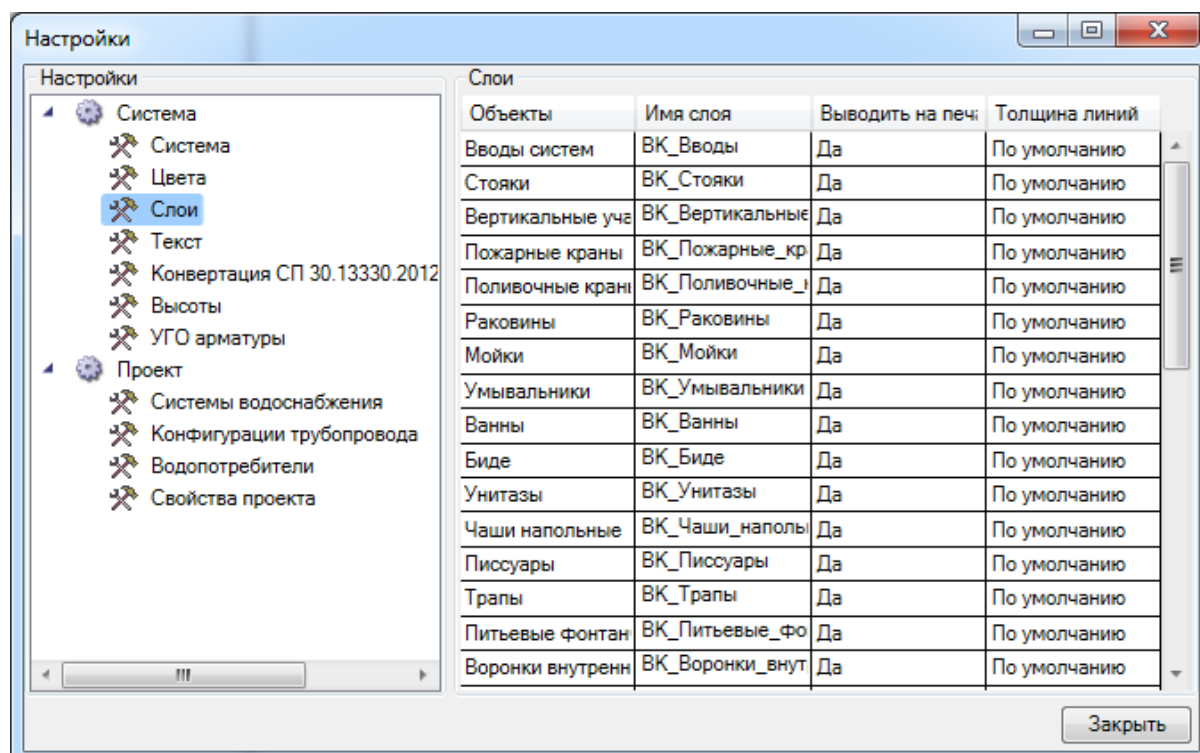 Настройки
Настройки
Система
Система
Цвета
Слои
Текст
Конвертация СП 30.13330.2012
Высоты
УГО арматуры
Проект
Системы водоснабжения
Конфигурации трубопровода
Водопотребители
Свойства проекта
Слои
Объекты Имя слоя Выводить на печа Толщина линий
Вводы систем ВК_Вводы Да По умолчанию
Стояки ВК_Стояки Да По умолчанию
Вертикальные уча ВК_Вертикальные Да По умолчанию
Пожарные краны ВК_Пожарные_кр Да По умолчанию
Поливочные кран ВК_Поливочные_ Да По умолчанию
Раковины ВК_Раковины Да По умолчанию
Мойки ВК_Мойки Да По умолчанию
Умывальники ВК_Умывальники Да По умолчанию
Ванны ВК_Ванны Да По умолчанию
Биде ВК_Биде Да По умолчанию
Унитазы ВК_Унитазы Да По умолчанию
Чаши напольные ВК_Чаши_наполь Да По умолчанию
Писсуары ВК_Писсуары Да По умолчанию
Трапы ВК_Трапы Да По умолчанию
Питьевые фонтан ВК_Питьевые_фо Да По умолчанию
Воронки внутренн ВК_Воронки_внут Да По умолчанию
Закрыть